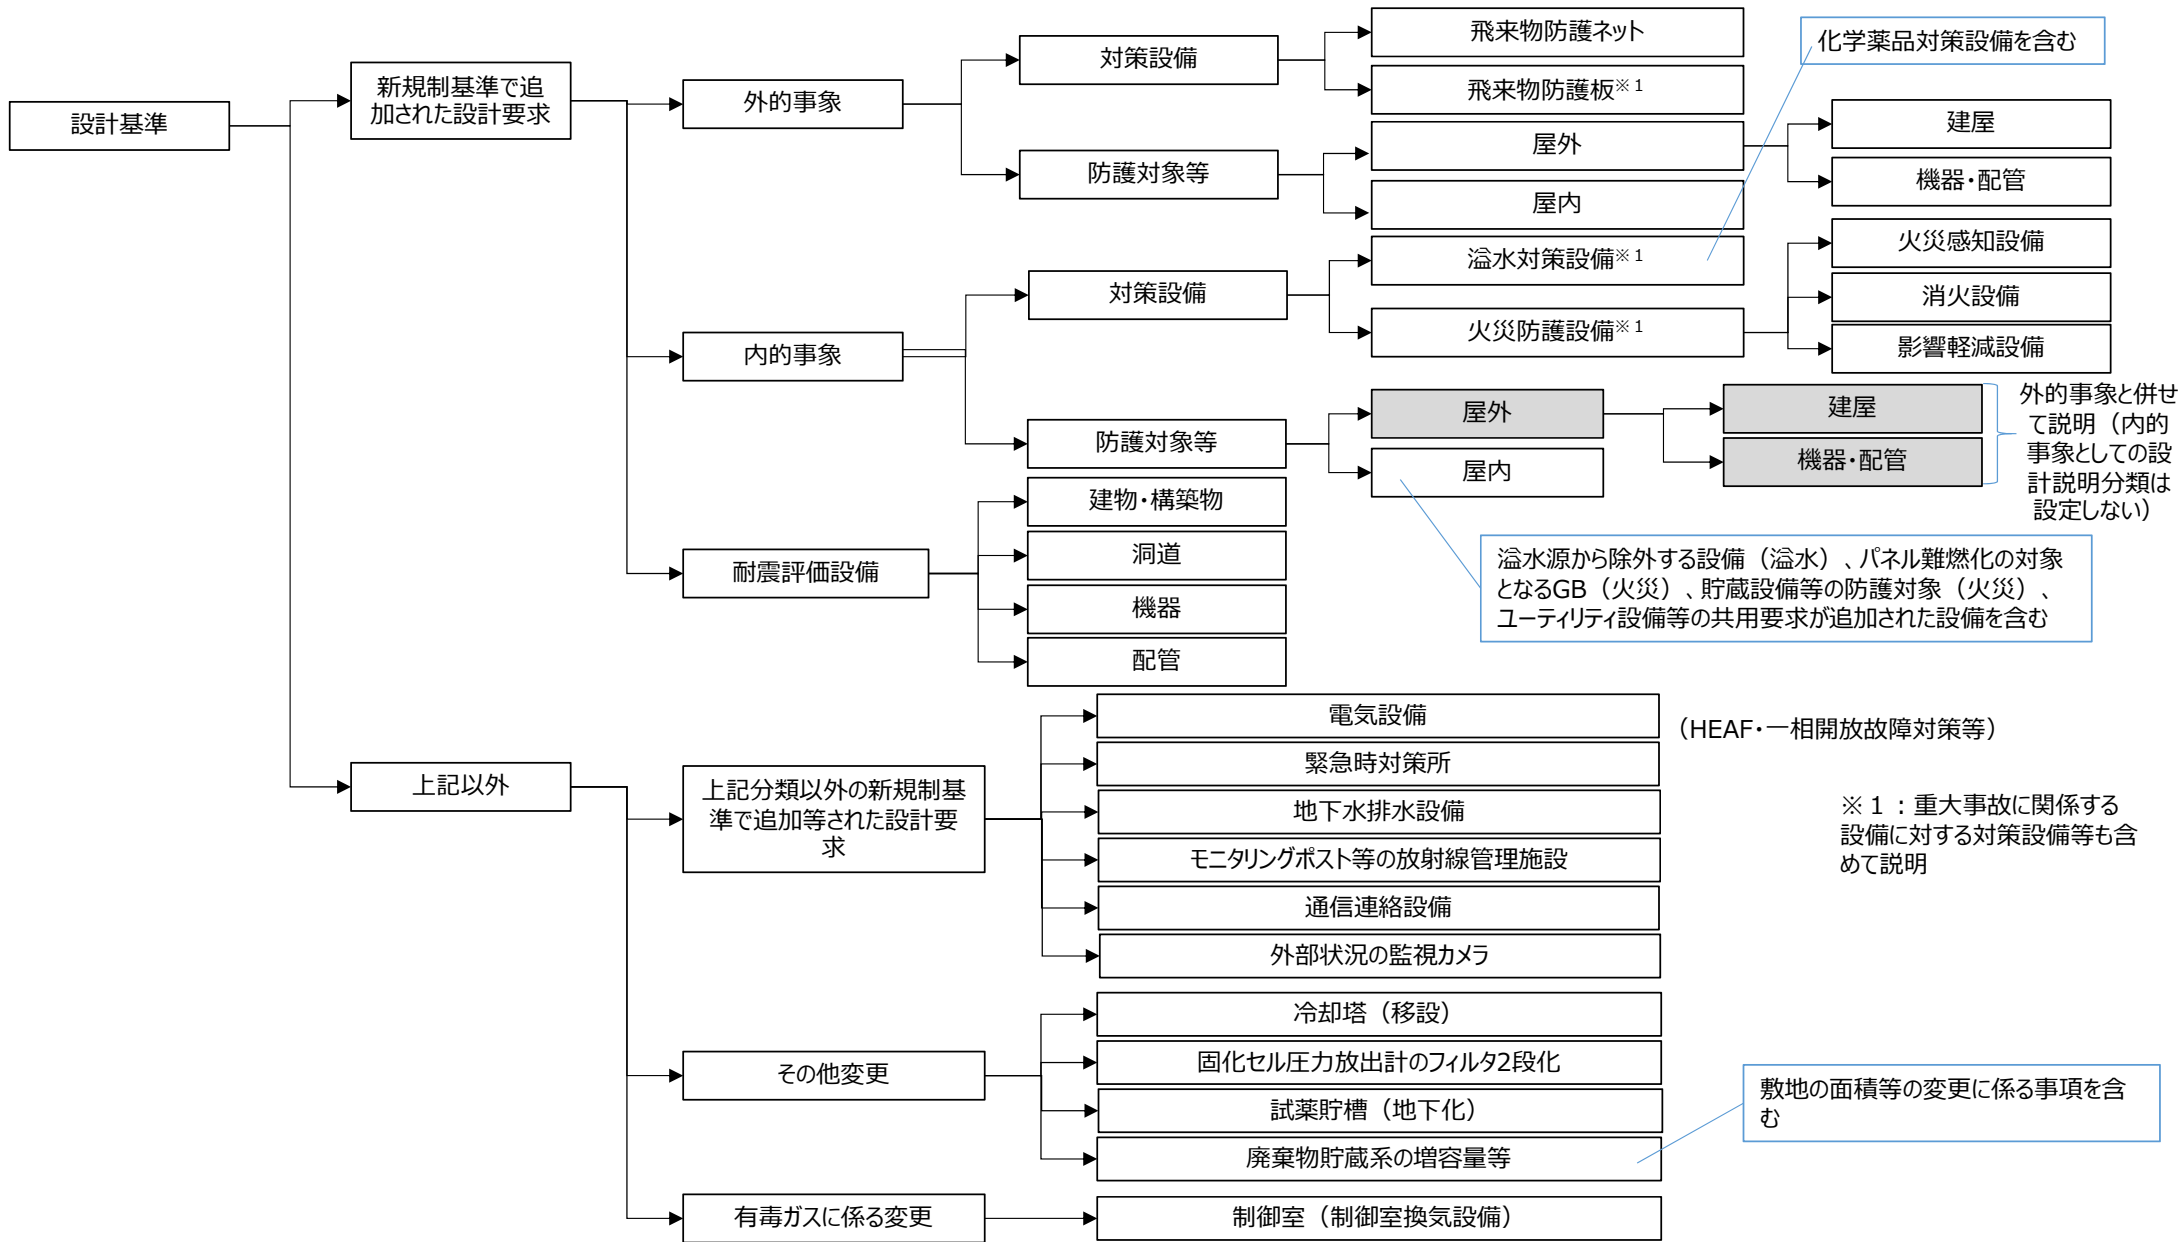 設計基準
新規制基準で追
加された設計要求
外的事象
対策設備
飛来物防護ネット
飛来物防護板※１
化学薬品対策設備を含む
防護対象等
屋外
建屋
機器・配管
屋内
内的事象
対策設備
溢水対策設備※１
火災防護設備※１
火災感知設備
消火設備
影響軽減設備
防護対象等
屋外
建屋
機器・配管
外的事象と併せ
て説明（内的
事象としての設
計説明分類は
設定しない）
屋内
溢水源から除外する設備（溢水）、パネル難燃化の対象
となるGB（火災）、貯蔵設備等の防護対象（火災）、
ユーティリティ設備等の共用要求が追加された設備を含む
耐震評価設備
建物・構築物
洞道
機器
配管
上記以外
上記分類以外の新規制基
準で追加等された設計要
求
電気設備
（HEAF・一相開放故障対策等）
緊急時対策所
地下水排水設備
モニタリングポスト等の放射線管理施設
通信連絡設備
外部状況の監視カメラ
※１：重大事故に関係する
設備に対する対策設備等も含
めて説明
その他変更
冷却塔（移設）
固化セル圧力放出計のフィルタ2段化
試薬貯槽（地下化）
廃棄物貯蔵系の増容量等
敷地の面積等の変更に係る事項を含
む
有毒ガスに係る変更
制御室（制御室換気設備）